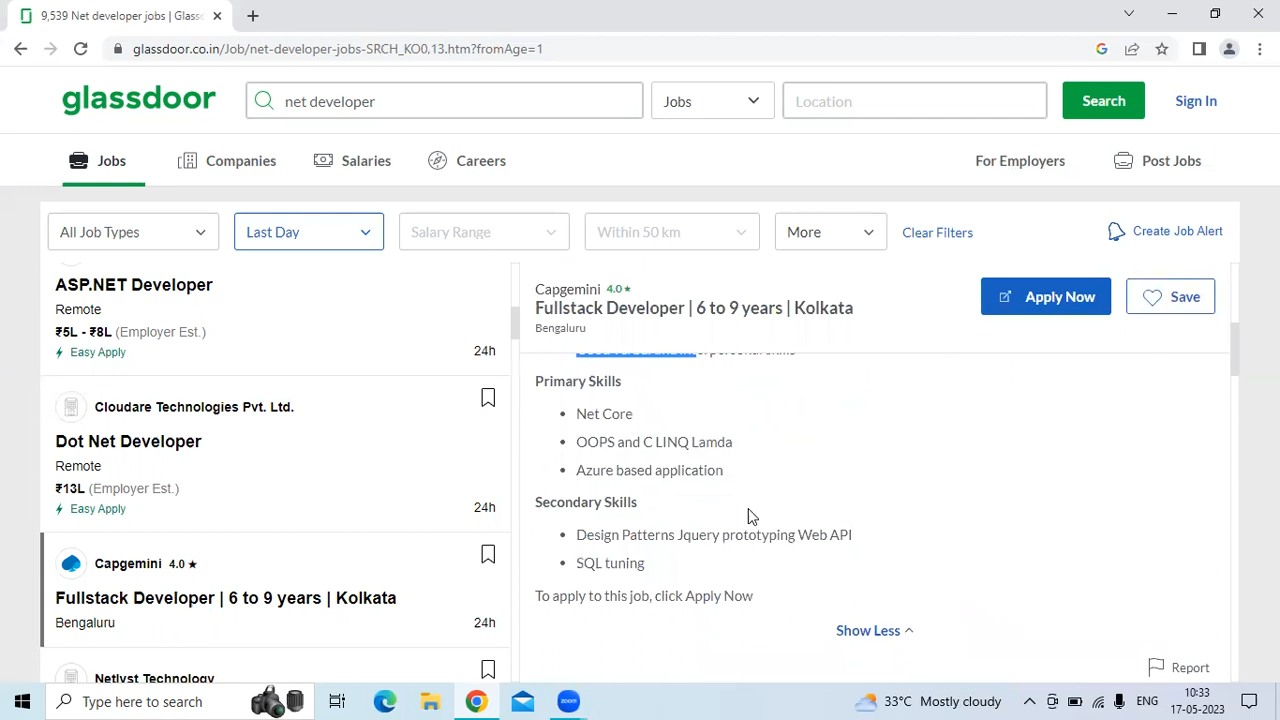 9,539 Net developer jobs | Glass
glassdoor.co.in/Job/net-developer-jobs-SRCH_KO0,13.htm?fromAge=1
glassdoor
net developer
Jobs
Location
Search
Sign In
Jobs
Companies
Salaries
Careers
For Employers
Post Jobs
All Job Types
Last Day
Salary Range
Within 50 km
More
Clear Filters
Create Job Alert
ASP.NET Developer
Remote
₹5L - ₹8L (Employer Est.)
Easy Apply
24h
Cloudare Technologies Pvt. Ltd.
Dot Net Developer
Remote
₹13L (Employer Est.)
Easy Apply
24h
Capgemini 4.0 ★
Fullstack Developer | 6 to 9 years | Kolkata
Bengaluru
24h
Netlyst Technology
Capgemini 4.0 ★
Fullstack Developer | 6 to 9 years | Kolkata
Bengaluru
Apply Now
Save
Primary Skills
• Net Core
• OOPS and C LINQ Lamda
• Azure based application
Secondary Skills
• Design Patterns Jquery prototyping Web API
• SQL tuning
To apply to this job, click Apply Now
Show Less
Report
Type here to search
zoom
33°C Mostly cloudy
ENG
10:33
17-05-2023